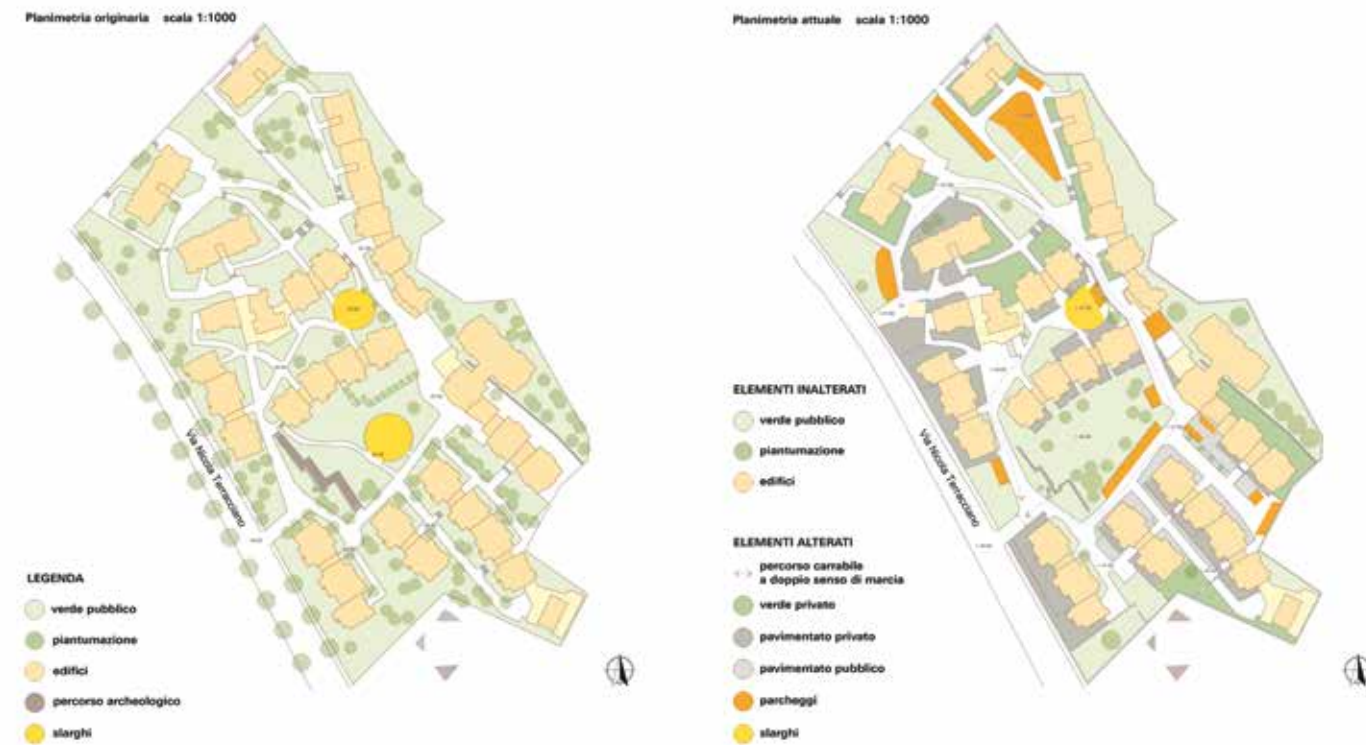 Planimetria originaria scala 1:1000
Via Nicola Terracciano
LEGENDA
verde pubblico
piantumazione
edifici
percorso archeologico
slarghi
Planimetria attuale scala 1:1000
Via Nicola Terracciano
ELEMENTI INALTERATI
verde pubblico
piantumazione
edifici
ELEMENTI ALTERATI
percorso carrabile
a doppio senso di marcia
verde privato
pavimentato privato
pavimentato pubblico
parcheggi
slarghi